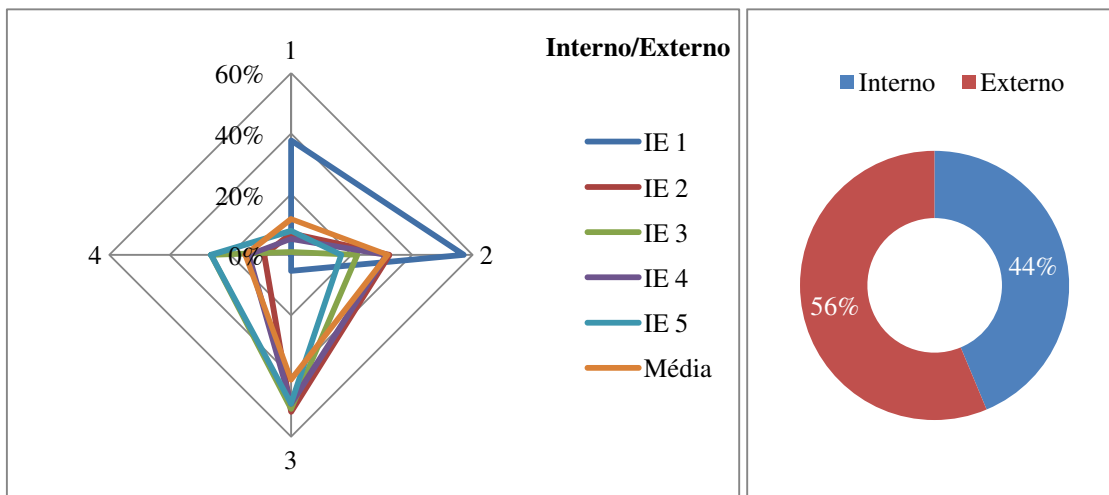 1
Interno/Externo
60%
40%
20%
0%
4
2
3
IE 1
IE 2
IE 3
IE 4
IE 5
Média
Interno Externo
44%
56%